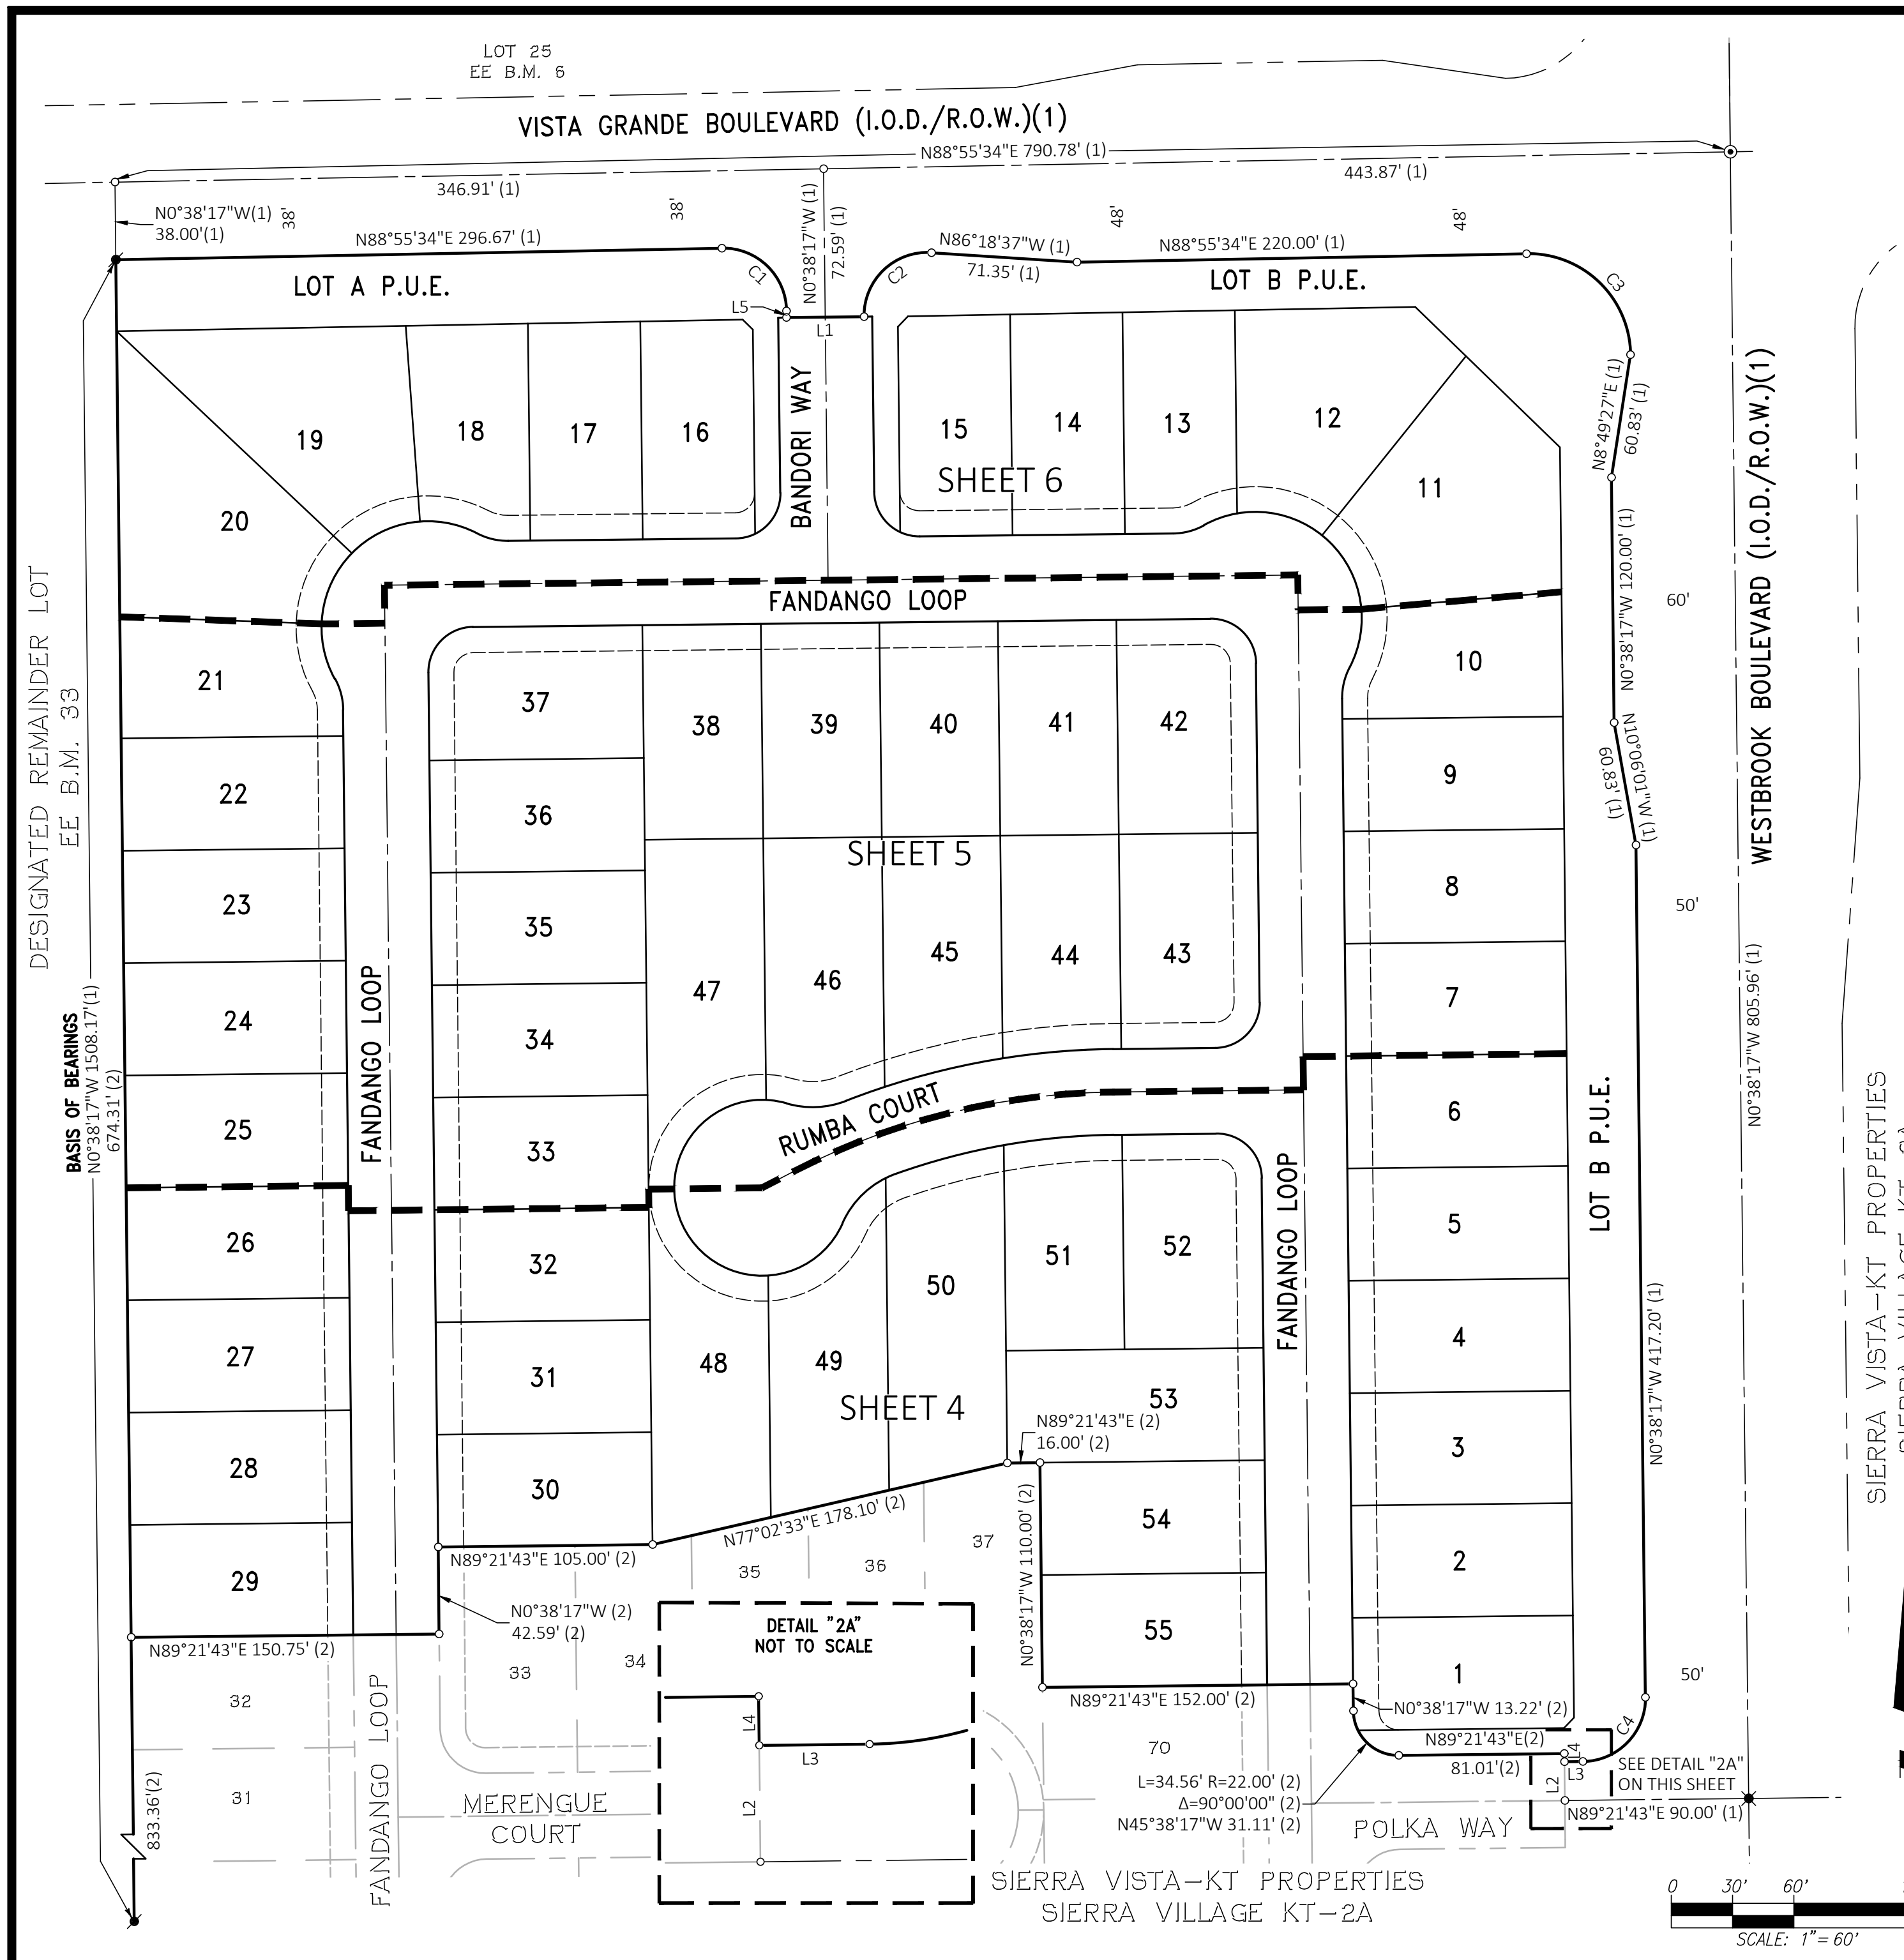 LOT 25
EE B.M. 6
VISTA GRANDE BOULEVARD (I.O.D./R.O.W.)(1)
N88°55'34"E 790.78' (1)
346.91' (1)
443.87' (1)
N0°38'17"W(1)
38.00'(1)
38'
38'
48'
48'
N88°55'34"E 296.67' (1)
N0°38'17"W (1)
72.59' (1)
N86°18'37"W (1)
71.35' (1)
N88°55'34"E 220.00' (1)
LOT A P.U.E.
LOT B P.U.E.
C1
C2
C3
L5
L1
BANDORI WAY
N8°49'27"E (1)
60.83' (1)
19
18
17
16
15
14
13
12
11
20
SHEET 6
N0°38'17"W 120.00' (1)
60'
WESTBROOK BOULEVARD (I.O.D./R.O.W.)(1)
FANDANGO LOOP
DESIGNATED REMAINDER LOT
EE B.M. 33
21
37
38
39
40
41
42
10
22
36
9
N10°06'01"W (1)
60.83' (1)
SHEET 5
23
35
8
50'
24
34
47
46
45
44
43
7
FANDANGO LOOP
N0°38'17"W 805.96' (1)
BASIS OF BEARINGS
N0°38'17"W 1508.17'(1)
674.31' (2)
25
33
RUMBA COURT
6
LOT B P.U.E.
SIERRA VISTA-KT PROPERTIES
26
32
50
51
52
FANDANGO LOOP
5
27
31
48
49
4
N0°38'17"W 417.20' (1)
SHEET 4
53
N89°21'43"E (2)
16.00' (2)
28
30
3
54
N77°02'33"E 178.10' (2)
N0°38'17"W 110.00' (2)
37
N89°21'43"E 105.00' (2)
35
36
29
2
N0°38'17"W (2)
42.59' (2)
DETAIL "2A"
NOT TO SCALE
55
N89°21'43"E 150.75' (2)
33
34
1
50'
32
N89°21'43"E 152.00' (2)
N0°38'17"W 13.22' (2)
L4
L3
L2
70
N89°21'43"E(2)
81.01'(2)
C4
L4
L3
L2
SEE DETAIL "2A"
ON THIS SHEET
L=34.56' R=22.00' (2)
Δ=90°00'00" (2)
N45°38'17"W 31.11' (2)
N89°21'43"E 90.00' (1)
31
833.36'(2)
FANDANGO LOOP
MERENGUE
COURT
POLKA WAY
SIERRA VISTA-KT PROPERTIES
SIERRA VILLAGE KT-2A
0 30' 60'
SCALE: 1"= 60'